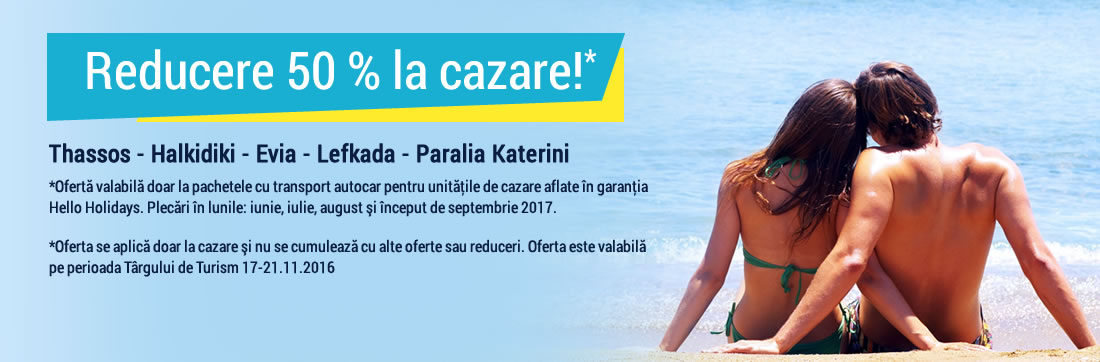 Reducere 50 % la cazare!*
Thassos - Halkidiki - Evia - Lefkada - Paralia Katerini
*Ofertă valabilă doar la pachetele cu transport autocar pentru unitățile de cazare aflate în garanția
Hello Holidays. Plecări în lunile: iunie, iulie, august şi început de septembrie 2017.
*Oferta se aplică doar la cazare şi nu se cumulează cu alte oferte sau reduceri. Oferta este valabilă
pe perioada Târgului de Turism 17-21.11.2016